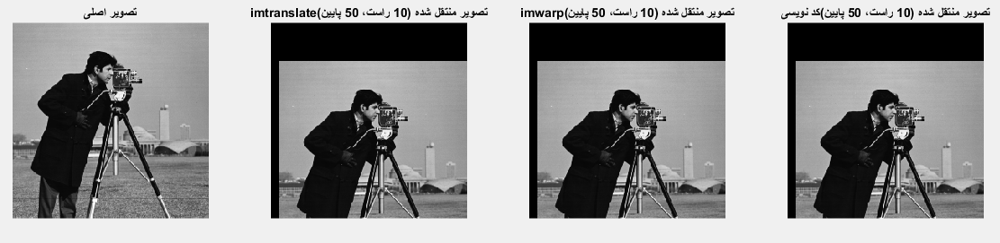 تصویر اصلی
تصویر منتقل شده (10 راست، 50 پایین)imtranslate
تصویر منتقل شده (10 راست، 50 پایین)imwarp
تصویر منتقل شده (10 راست، 50 پایین)کد نویسی